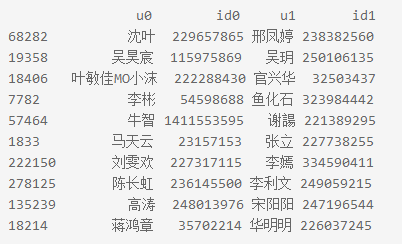 u0 id0 u1 id1
68282 沈叶 229657865 邢凤婷 238382560
19358 吴昊宸 115975869 吴玥 250106135
18406 叶敏佳MO小沫 222288430 官兴华 32503437
7782 李彬 54598688 鱼化石 323984442
57464 牛智 1411553595 谢鷊 221389295
1833 马天云 23157153 张立 227738255
222150 刘雯欢 227317115 李嫣 334590411
278125 陈长虹 236145500 李利文 249059215
135239 高涛 248013976 宋阳阳 247196544
18214 蒋鸿章 35702214 华明明 226037245